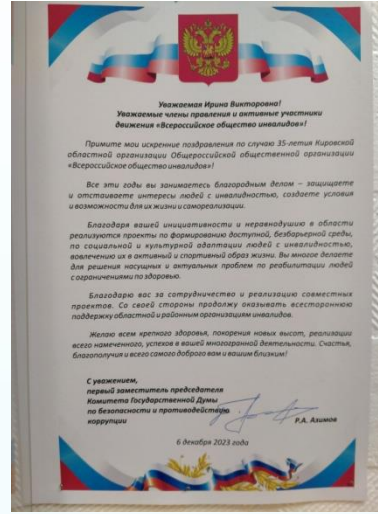 Уважаемая Ирина Викторовна!
Уважаемые члены правления и активные участники
движения «Всероссийское общество инвалидов»!
Примите мои искренние поздравления по случаю 35-летия Кировской
областной организации Общероссийской общественной организации
«Всероссийское общество инвалидов»!
Все эти годы вы занимаетесь благородным делом – защищаете
и отстаиваете интересы людей с инвалидностью, создаете условия
и возможности для их жизни и самореализации.
Благодаря вашей инициативности и неравнодушию в области
реализуются проекты по формированию доступной, безбарьерной среды,
по социальной и культурной адаптации людей с инвалидностью,
вовлечению их в активный и спортивный образ жизни. Вы многое делаете
для решения насущных и актуальных проблем по реабилитации людей
с ограничениями по здоровью.
Благодарю вас за сотрудничество и реализацию совместных
проектов. Со своей стороны продолжу оказывать всестороннюю
поддержку областной и районным организациям инвалидов.
Желаю всем крепкого здоровья, покорения новых высот, реализации
всего намеченного, успехов в вашей многогранной деятельности. Счастья,
благополучия и всего самого доброго вам и вашим близким!
С уважением,
первый заместитель председателя
Комитета Государственной Думы
по безопасности и противодействию
коррупции
Р.А. Азимов
6 декабря 2023 года